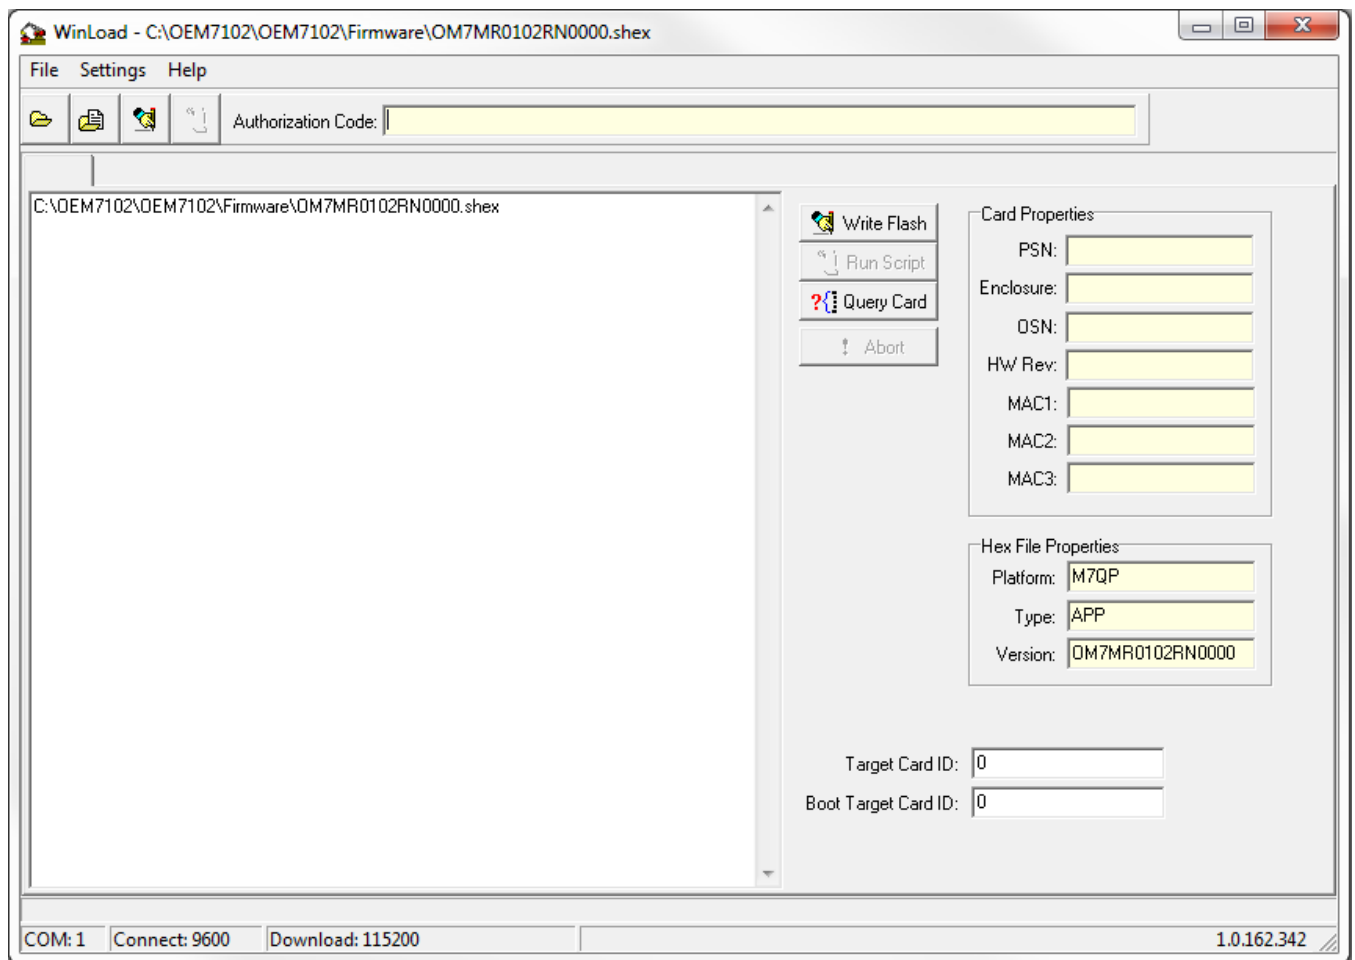 WinLoad - C:\OEM7102\OEM7102\Firmware\OM7MR0102RN0000.shex
File Settings Help
Authorization Code:
C:\OEM7102\OEM7102\Firmware\OM7MR0102RN0000.shex
Write Flash
Run Script
Query Card
Abort
Card Properties
PSN:
Enclosure:
OSN:
HW Rev:
MAC1:
MAC2:
MAC3:
Hex File Properties
Platform: M7QP
Type: APP
Version: OM7MR0102RN0000
Target Card ID: 0
Boot Target Card ID: 0
COM: 1 Connect: 9600 Download: 115200 1.0.162.342